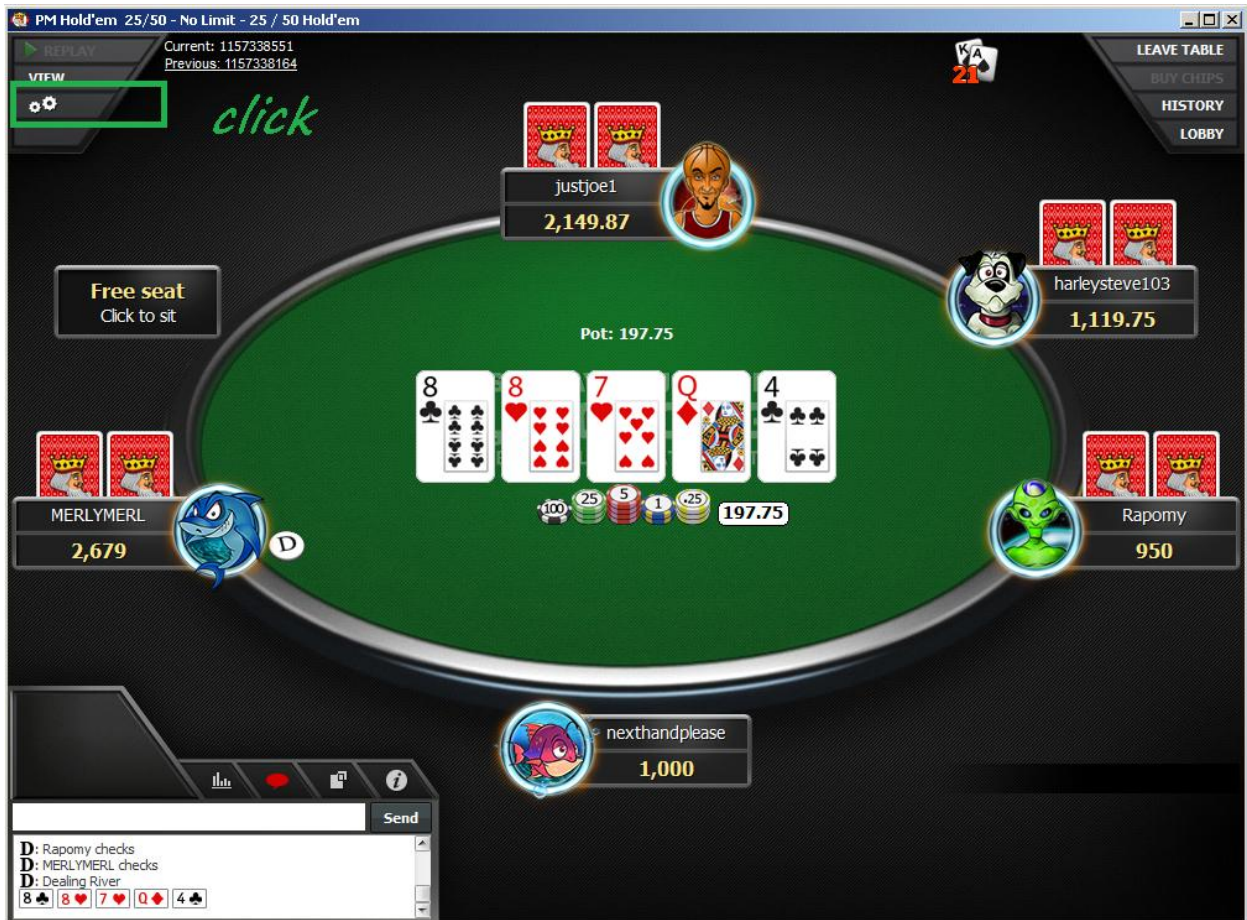 PM Hold'em 25/50 - No Limit - 25 / 50 Hold'em
REPLAY
VIEW
Current: 1157338551
Previous: 1157338164
click
K A
21
LEAVE TABLE
BUY CHIPS
HISTORY
LOBBY
justjoe1
2,149.87
harleysteve103
1,119.75
Free seat
Click to sit
Pot: 197.75
8 8 7 Q 4
100 25 5 1 .25 197.75
MERLYMERL
2,679
D
Rapomy
950
nexthandplease
1,000
Send
D: Rapomy checks
D: MERLYMERL checks
D: Dealing River
8♣ 8♥ 7♥ Q♦ 4♣